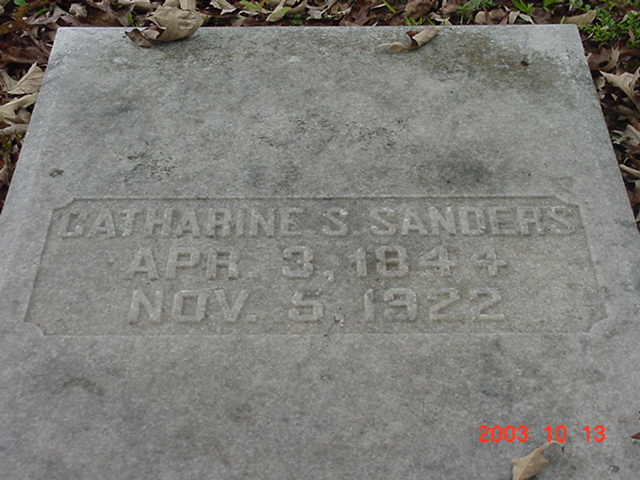 CATHARINE S. SANDERS
APR. 3, 1844
NOV. 5, 1922
2003 10 13